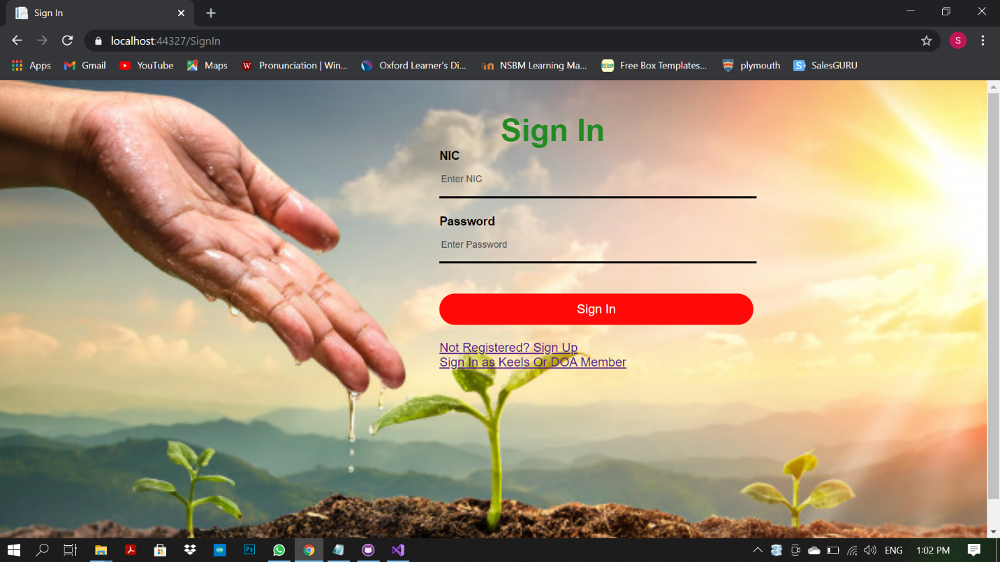 Sign In
localhost:44327/SignIn
S
Apps
Gmail
YouTube
Maps
W
Pronunciation | Win...
Oxford Learner's Di...
NSBM Learning Ma...
Free Box Templates...
plymouth
S
SalesGURU
Sign In
NIC
Enter NIC
Password
Enter Password
Sign In
Not Registered? Sign Up
Sign In as Keels Or DOA Member
Ps
ENG
1:02 PM